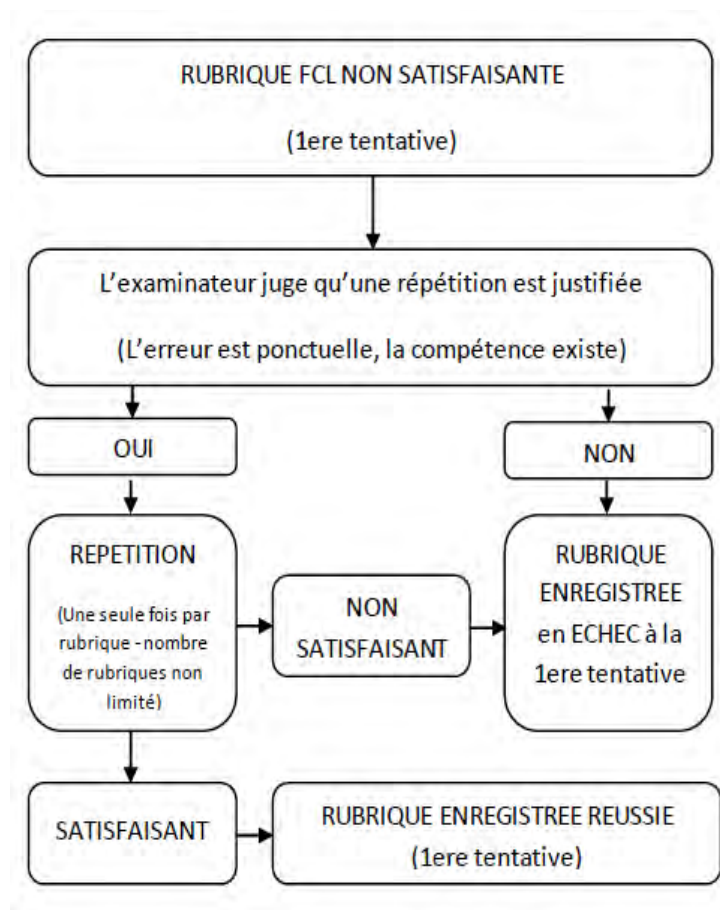 RUBRIQUE FCL NON SATISFAISANTE
(1ere tentative)
L'examinateur juge qu'une répétition est justifiée
(L'erreur est ponctuelle, la compétence existe)
OUI
NON
REPETITION
(Une seule fois par
rubrique - nombre
de rubriques non
limité)
NON
SATISFAISANT
RUBRIQUE
ENREGISTREE
en ECHEC à la
1ere tentative
SATISFAISANT
RUBRIQUE ENREGISTREE REUSSIE
(1ere tentative)